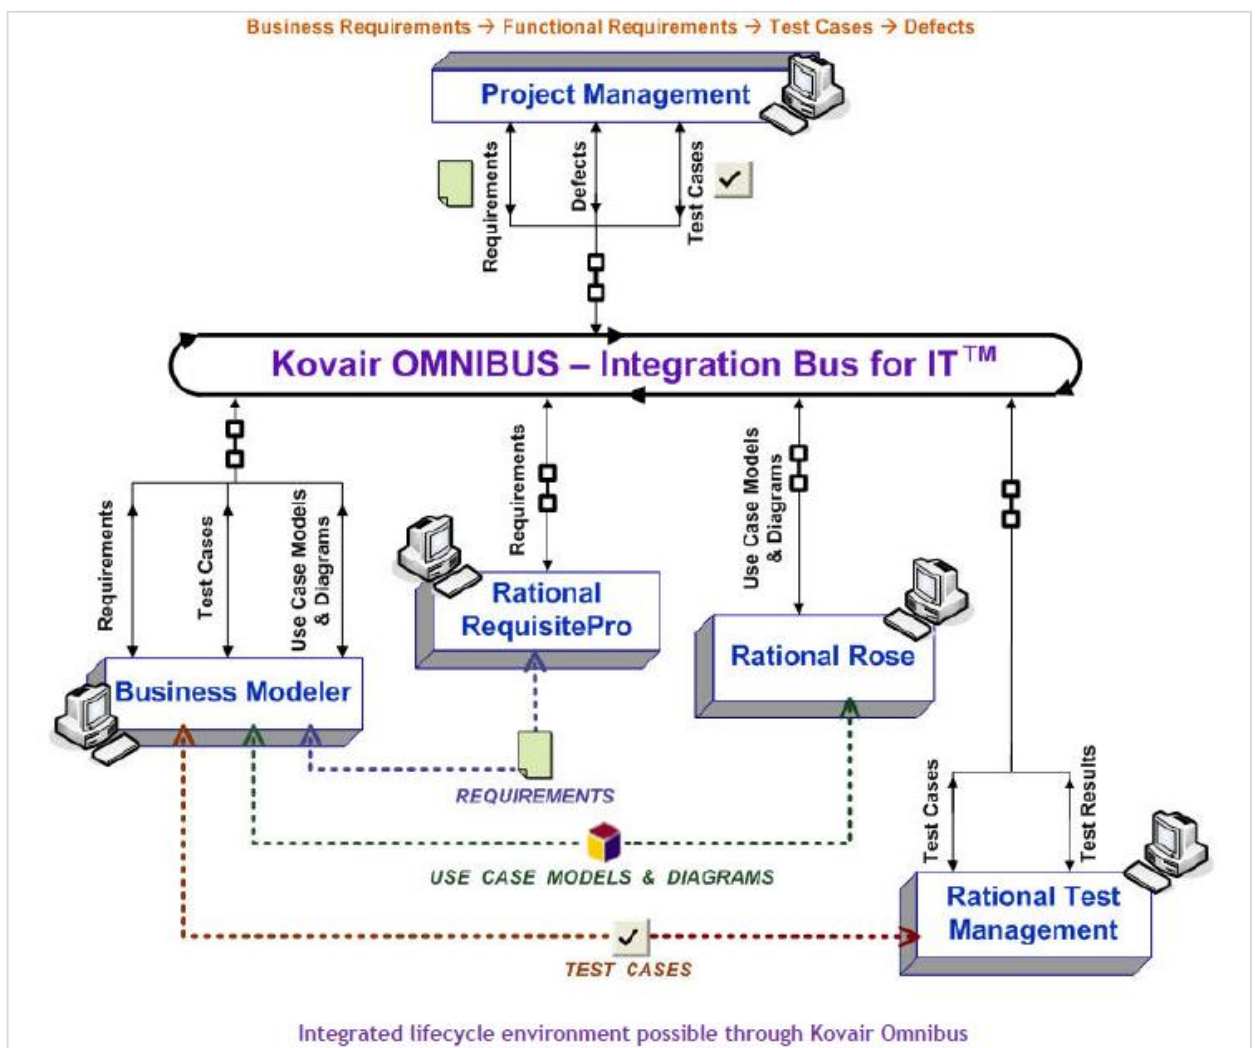 Business Requirements → Functional Requirements → Test Cases → Defects
Project Management
Requirements
Defects
Test Cases
Kovair OMNIBUS – Integration Bus for IT™
Requirements
Test Cases
Use Case Models
& Diagrams
Requirements
Use Case Models
& Diagrams
Rational
RequisitePro
Rational Rose
Business Modeler
REQUIREMENTS
Test Cases
Test Results
USE CASE MODELS & DIAGRAMS
Rational Test
Management
TEST CASES
Integrated lifecycle environment possible through Kovair Omnibus